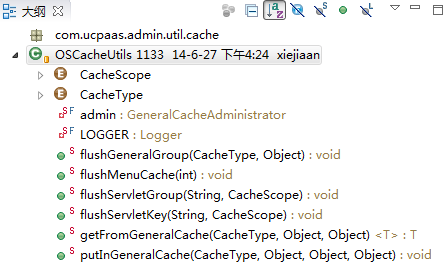 大纲
com.ucpaas.admin.util.cache
OSCacheUtils 1133 14-6-27 下午4:24 xiejiaan
CacheScope
CacheType
admin : GeneralCacheAdministrator
LOGGER : Logger
flushGeneralGroup(CacheType, Object) : void
flushMenuCache(int) : void
flushServletGroup(String, CacheScope) : void
flushServletKey(String, CacheScope) : void
getFromGeneralCache(CacheType, Object, Object) <T> : T
putInGeneralCache(CacheType, Object, Object, Object) : void